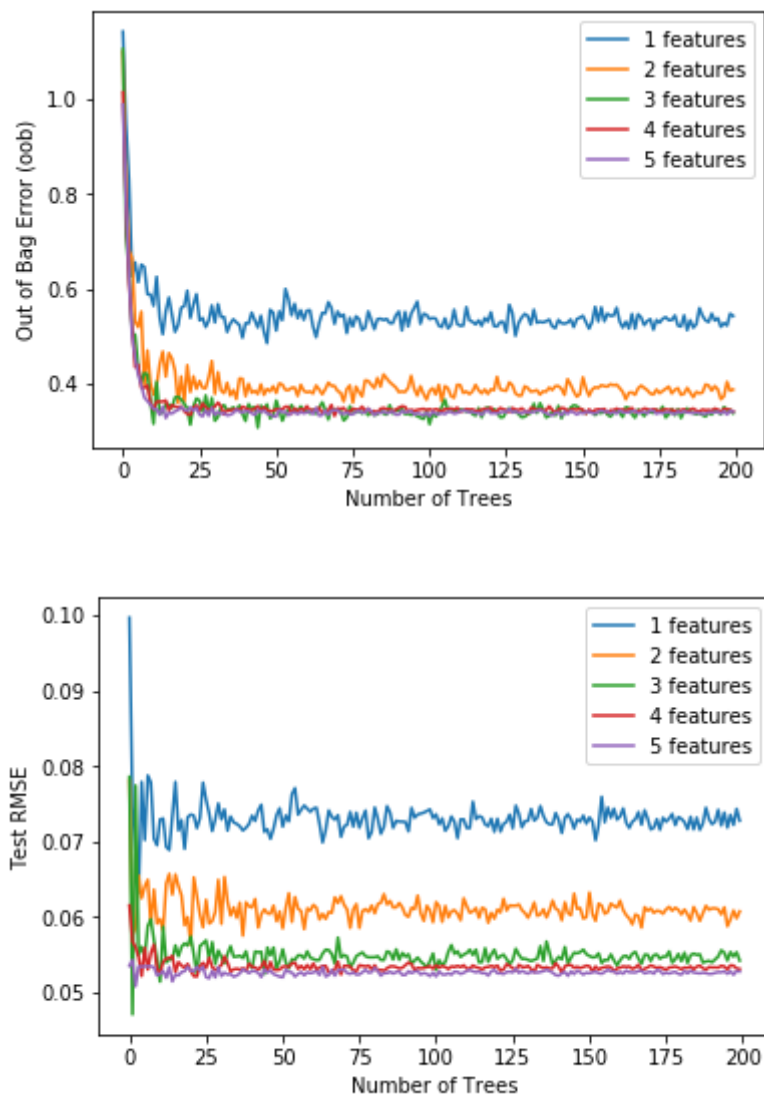 1 features
2 features
3 features
4 features
5 features
1.0
0.8
0.6
0.4
Out of Bag Error (oob)
0 25 50 75 100 125 150 175 200
Number of Trees
1 features
2 features
3 features
4 features
5 features
0.10
0.09
0.08
0.07
0.06
0.05
Test RMSE
0 25 50 75 100 125 150 175 200
Number of Trees